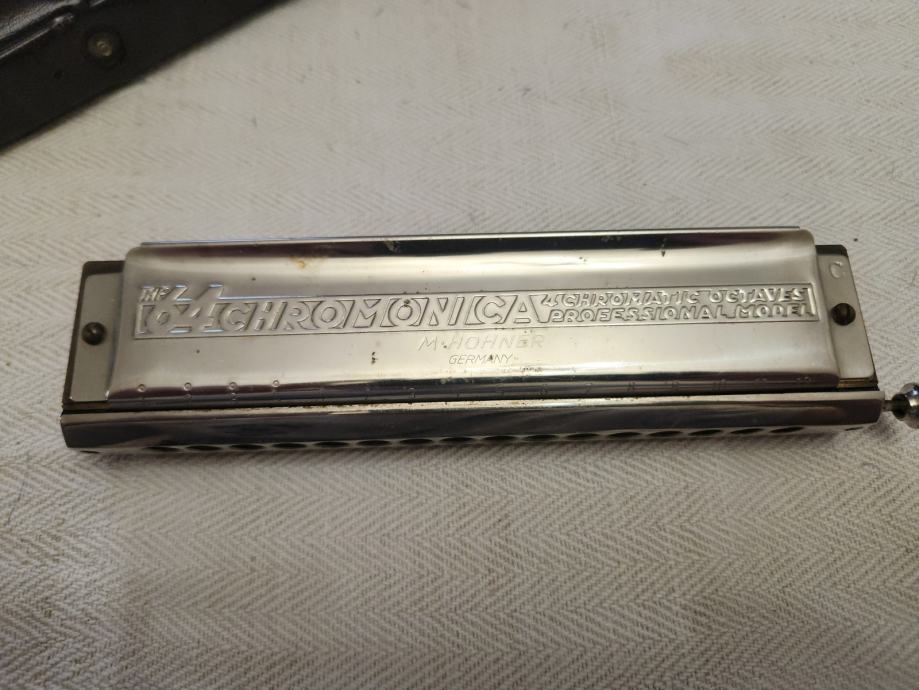 THE 64 CHROMONICA 4 CHROMATIC OCTAVES
PROFESSIONAL MODEL
C
M. HOHNER
GERMANY